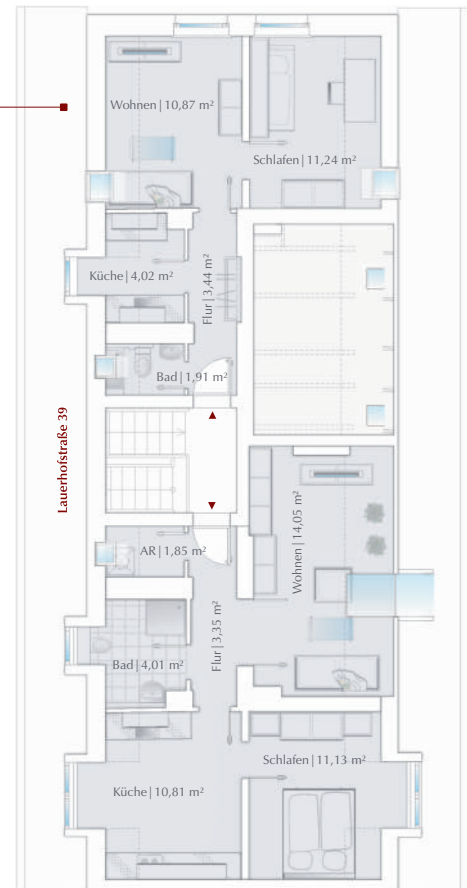 Wohnen | 10,87 m²
Schlafen | 11,24 m²
Küche | 4,02 m²
Flur | 3,44 m²
Bad | 1,91 m²
Lauerhofstraße 39
AR | 1,85 m²
Wohnen | 14,05 m²
Flur | 3,35 m²
Bad | 4,01 m²
Schlafen | 11,13 m²
Küche | 10,81 m²